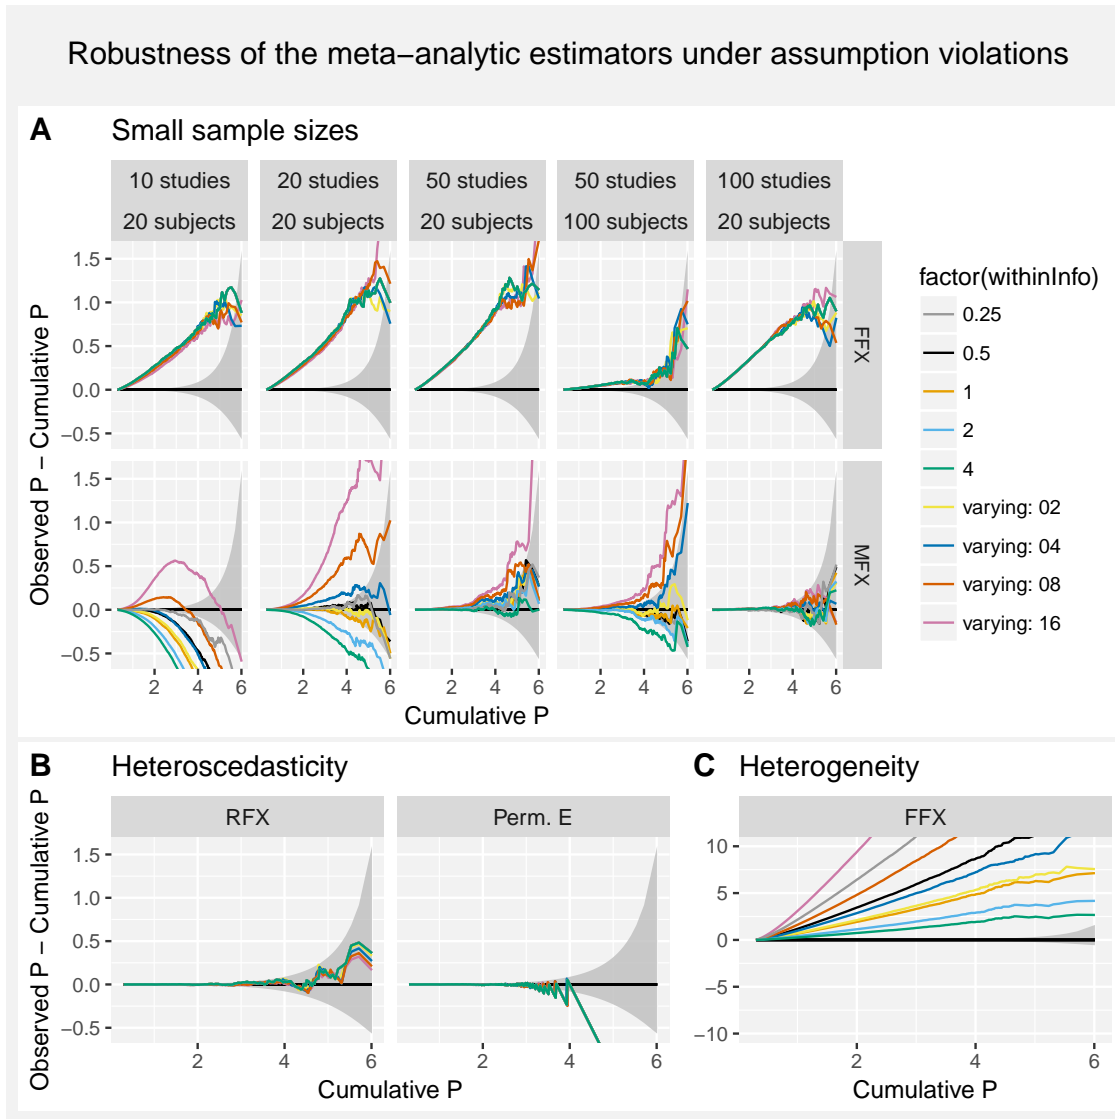 Robustness of the meta−analytic estimators under assumption violations
A Small sample sizes
10 studies 20 studies 50 studies 50 studies 100 studies
20 subjects 20 subjects 20 subjects 100 subjects 20 subjects
1.5
1.0
0.5
0.0
−0.5
FFX
1.5
1.0
0.5
0.0
−0.5
MFX
Observed P − Cumulative P
2 4 6 2 4 6 2 4 6 2 4 6 2 4 6
Cumulative P
factor(withinInfo)
0.25
0.5
1
2
4
varying: 02
varying: 04
varying: 08
varying: 16
B Heteroscedasticity
RFX Perm. E
Observed P − Cumulative P
1.5
1.0
0.5
0.0
−0.5
2 4 6 2 4 6
Cumulative P
C Heterogeneity
FFX
10
5
0
−5
−10
2 4 6
Cumulative P